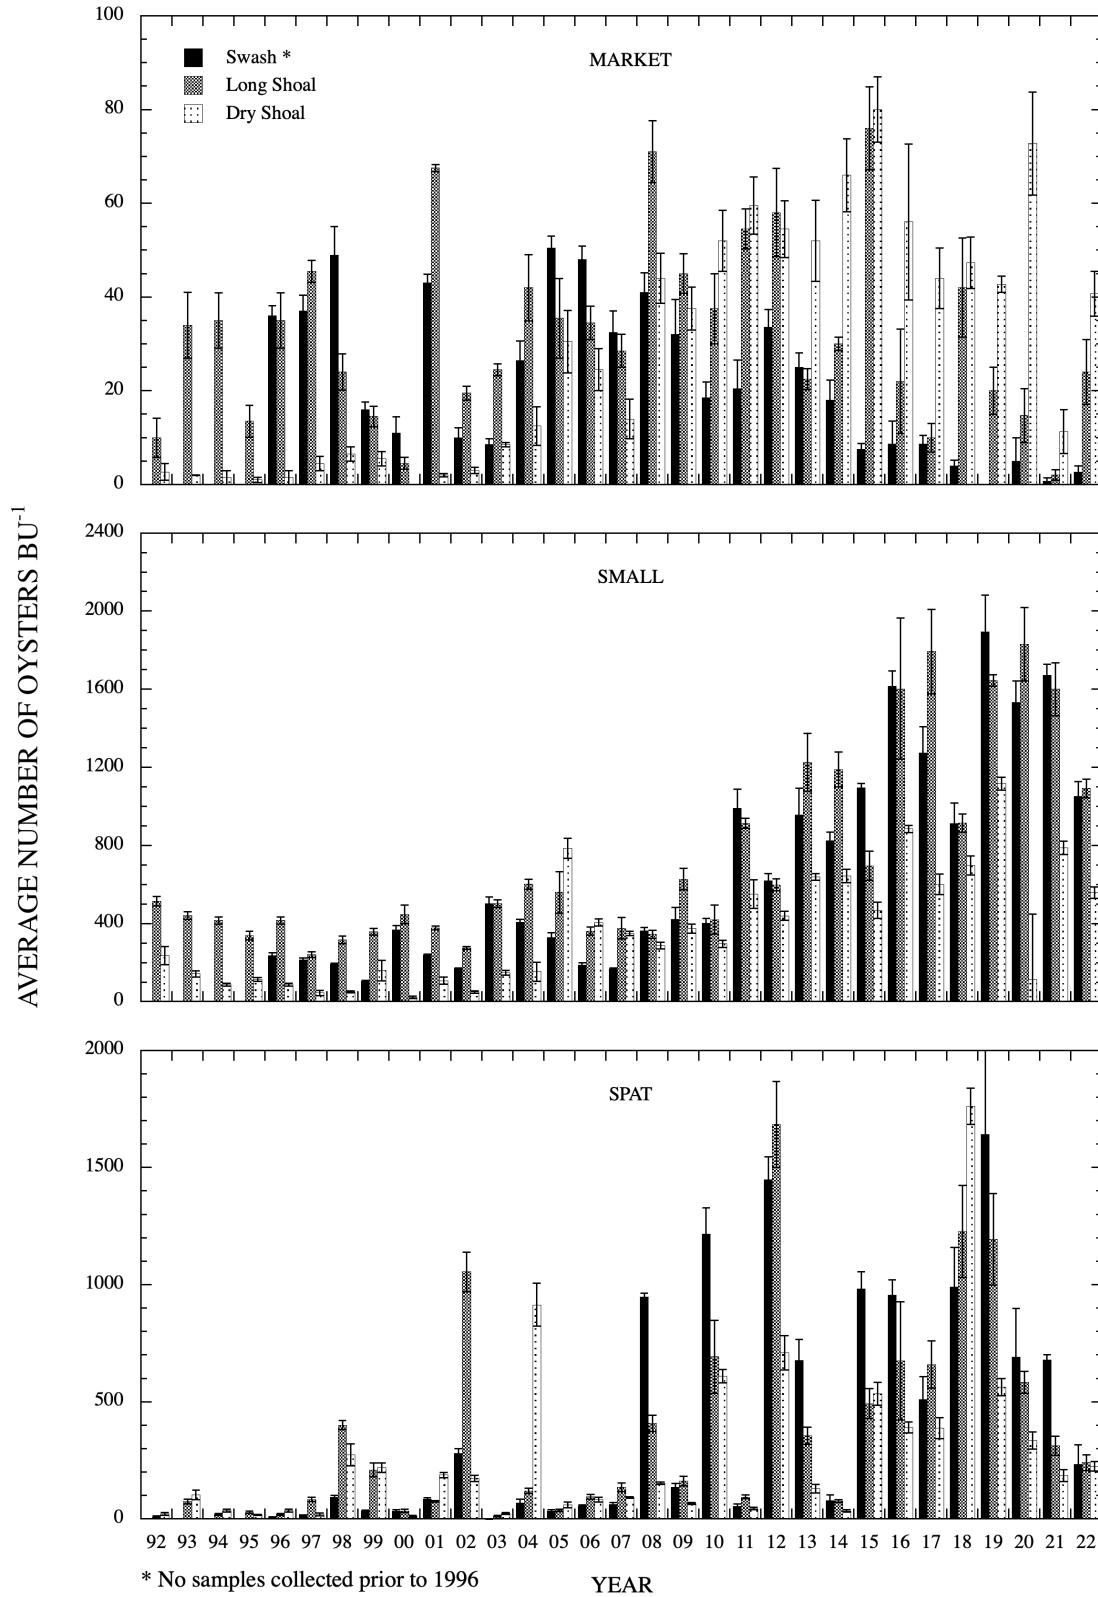 100
80
60
40
20
0
MARKET
Swash *
Long Shoal
Dry Shoal
AVERAGE NUMBER OF OYSTERS BU-1
2400
2000
1600
1200
800
400
0
SMALL
2000
1500
1000
500
0
SPAT
92 93 94 95 96 97 98 99 00 01 02 03 04 05 06 07 08 09 10 11 12 13 14 15 16 17 18 19 20 21 22
* No samples collected prior to 1996
YEAR